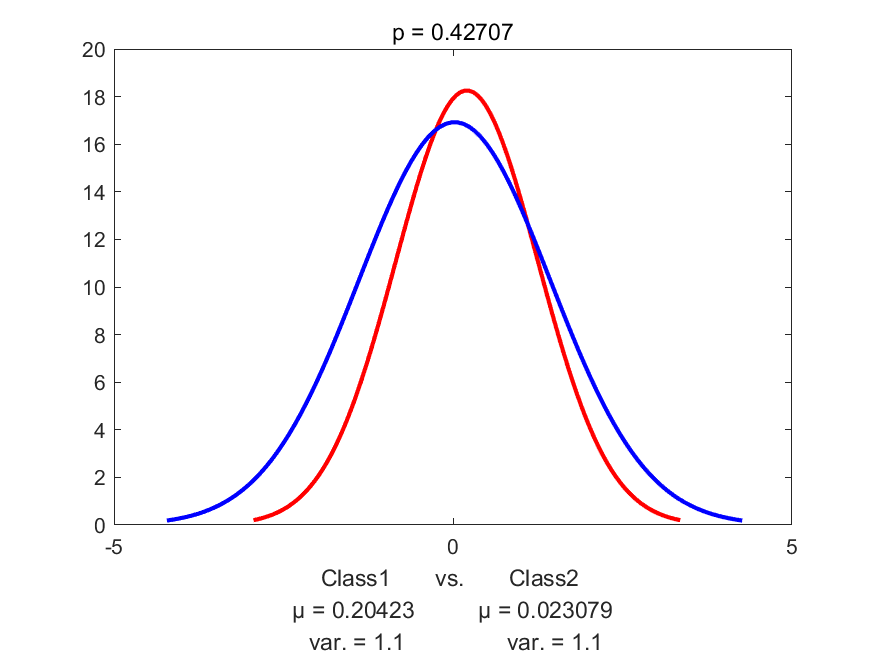 p = 0.42707
20
18
16
14
12
10
8
6
4
2
0
-5 0 5
Class1 vs. Class2
μ = 0.20423 μ = 0.023079
var. = 1.1 var. = 1.1